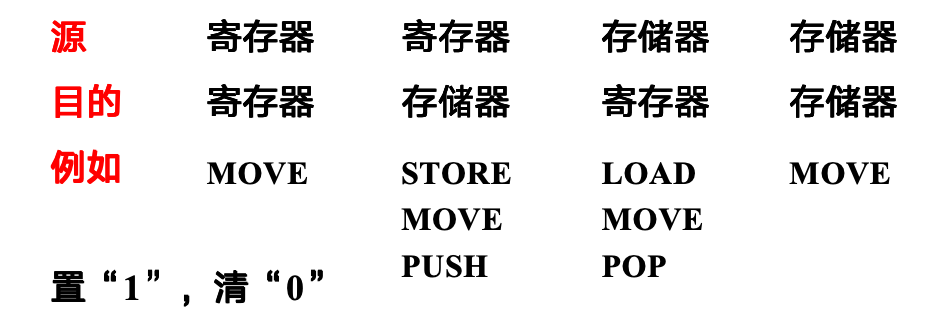 源 寄存器 寄存器 存储器 存储器
目的 寄存器 存储器 寄存器 存储器
例如 MOVE STORE LOAD MOVE
MOVE MOVE
PUSH POP
置“1”，清“0”